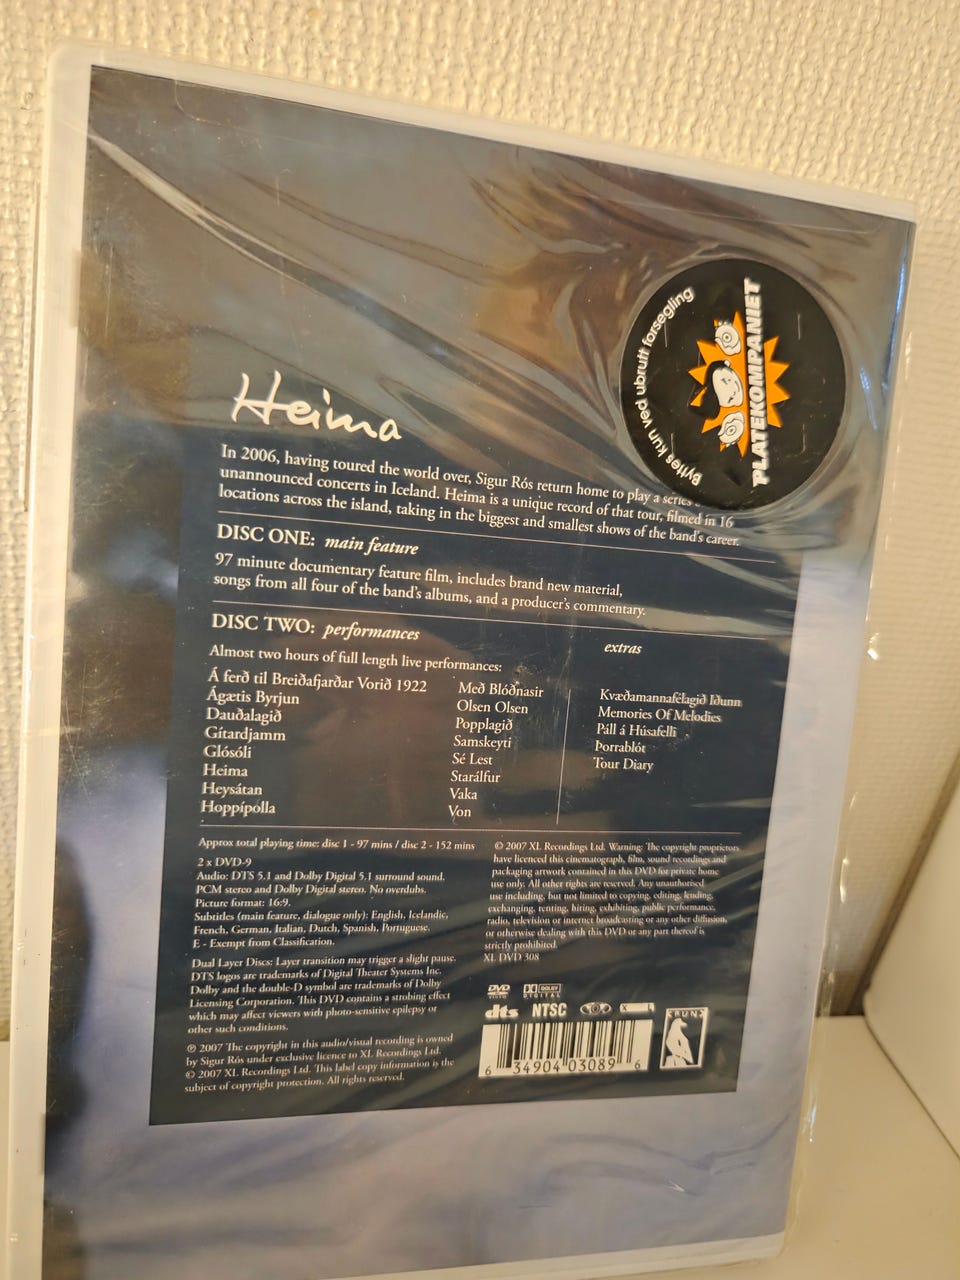 Byttes kun ved ubrutt forsegling
PLATEKOMPANIET
Heima
In 2006, having toured the world over, Sigur Rós return home to play a series
unannounced concerts in Iceland. Heima is a unique record of that tour, filmed in 16
locations across the island, taking in the biggest and smallest shows of the band's career.
DISC ONE: main feature
97 minute documentary feature film, includes brand new material,
songs from all four of the band's albums, and a producer's commentary.
DISC TWO: performances
Almost two hours of full length live performances:
Á ferð til Breiðafjarðar Vorið 1922
Ágætis Byrjun
Dauðalagið
Gítardjamm
Glósóli
Heima
Heysátan
Hoppípolla
Með Blóðnasir
Olsen Olsen
Popplagið
Samskeyti
Sé Lest
Starálfur
Vaka
Von
extras
Kvæðamannafélagið Iðunn
Memories Of Melodies
Páll á Húsafelli
Þorrablót
Tour Diary
Approx total playing time: disc 1 - 97 mins / disc 2 - 152 mins
2 x DVD-9
Audio: DTS 5.1 and Dolby Digital 5.1 surround sound.
PCM stereo and Dolby Digital stereo. No overdubs.
Picture format: 16:9.
Subtitles (main feature, dialogue only): English, Icelandic,
French, German, Italian, Dutch, Spanish, Portuguese.
E - Exempt from Classification.
Dual Layer Discs: Layer transition may trigger a slight pause.
DTS logos are trademarks of Digital Theater Systems Inc.
Dolby and the double-D symbol are trademarks of Dolby
Licensing Corporation. This DVD contains a strobing effect
which may affect viewers with photo-sensitive epilepsy or
other such conditions.
℗ 2007 The copyright in this audio/visual recording is owned
by Sigur Rós under exclusive licence to XL Recordings Ltd.
© 2007 XL Recordings Ltd. This label copy information is the
subject of copyright protection. All rights reserved.
© 2007 XL Recordings Ltd. Warning: The copyright proprietors
have licenced this cinematograph, film, sound recordings and
packaging artwork contained in this DVD for private home
use only. All other rights are reserved. Any unauthorised
use including, but not limited to copying, editing, lending,
exchanging, renting, hiring, exhibiting, public performance,
radio, television or internet broadcasting or any other diffusion,
or otherwise dealing with this DVD or any part thereof is
strictly prohibited.
XL DVD 308
DVD
VIDEO
DOLBY
DIGITAL
dts
NTSC
KRUNK
6 34904 03089 6